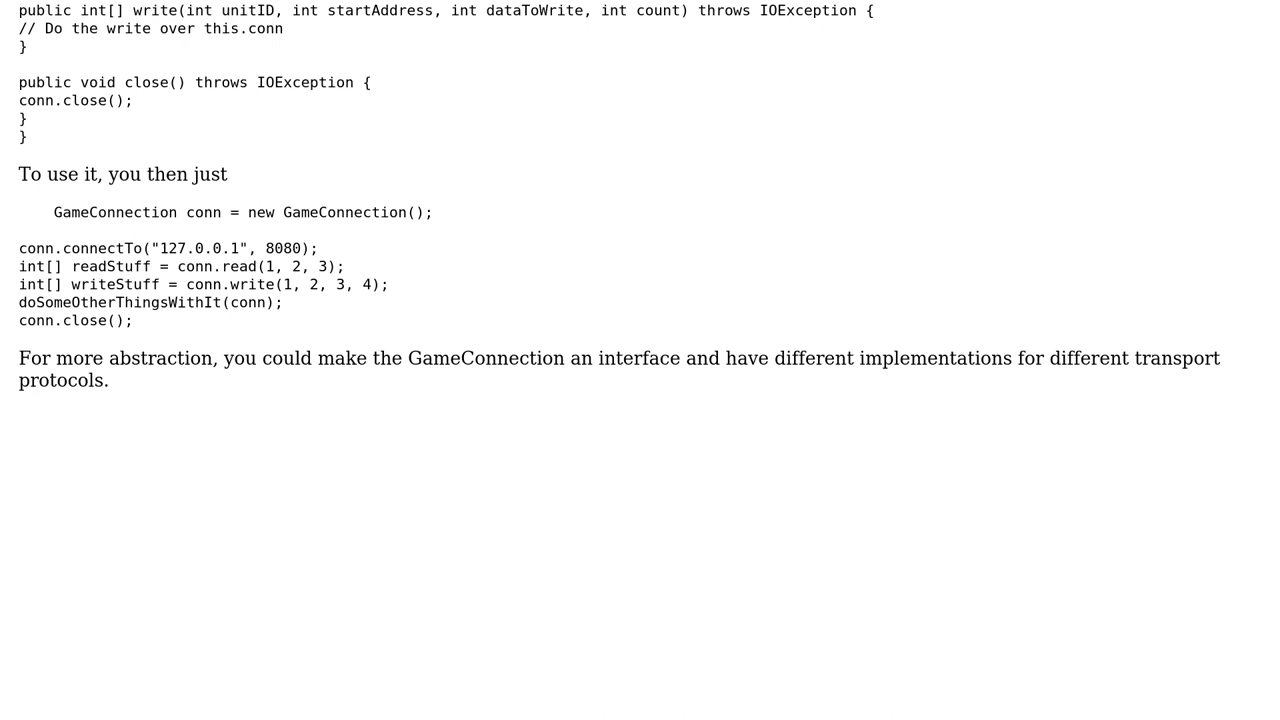 public int[] write(int unitID, int startAddress, int dataToWrite, int count) throws IOException {
// Do the write over this.conn
}
public void close() throws IOException {
conn.close();
}
}
To use it, you then just
GameConnection conn = new GameConnection();
conn.connectTo("127.0.0.1", 8080);
int[] readStuff = conn.read(1, 2, 3);
int[] writeStuff = conn.write(1, 2, 3, 4);
doSomeOtherThingsWithIt(conn);
conn.close();
For more abstraction, you could make the GameConnection an interface and have different implementations for different transport
protocols.